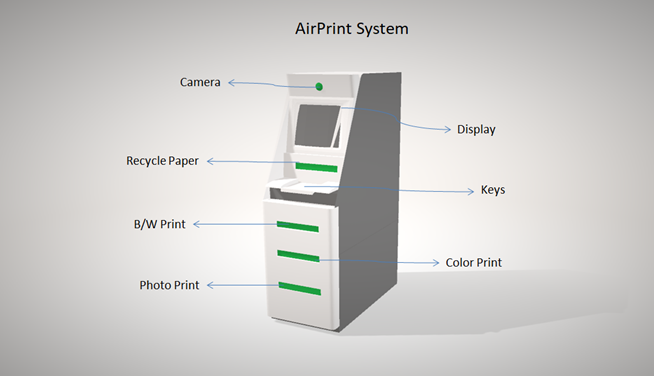 AirPrint System
Camera
Display
Recycle Paper
Keys
B/W Print
Color Print
Photo Print